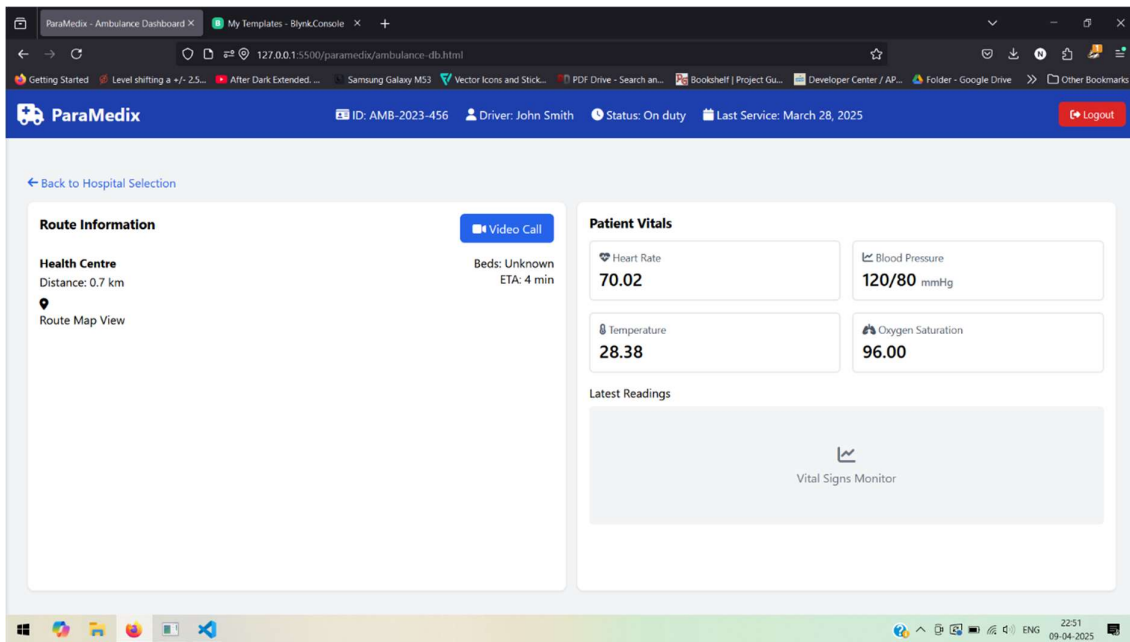 ParaMedix - Ambulance Dashboard
My Templates - Blynk.Console
127.0.0.1:5500/paramedix/ambulance-db.html
Getting Started Level shifting a +/- 2.5... After Dark Extended. ... Samsung Galaxy M53 Vector Icons and Stick... PDF Drive - Search an... Bookshelf | Project Gu... Developer Center / AP... Folder - Google Drive Other Bookmarks
ParaMedix ID: AMB-2023-456 Driver: John Smith Status: On duty Last Service: March 28, 2025 Logout
Back to Hospital Selection
Route Information
Video Call
Health Centre
Beds: Unknown
Distance: 0.7 km
ETA: 4 min
Route Map View
Patient Vitals
Heart Rate
70.02
Blood Pressure
120/80 mmHg
Temperature
28.38
Oxygen Saturation
96.00
Latest Readings
Vital Signs Monitor
ENG
22:51
09-04-2025